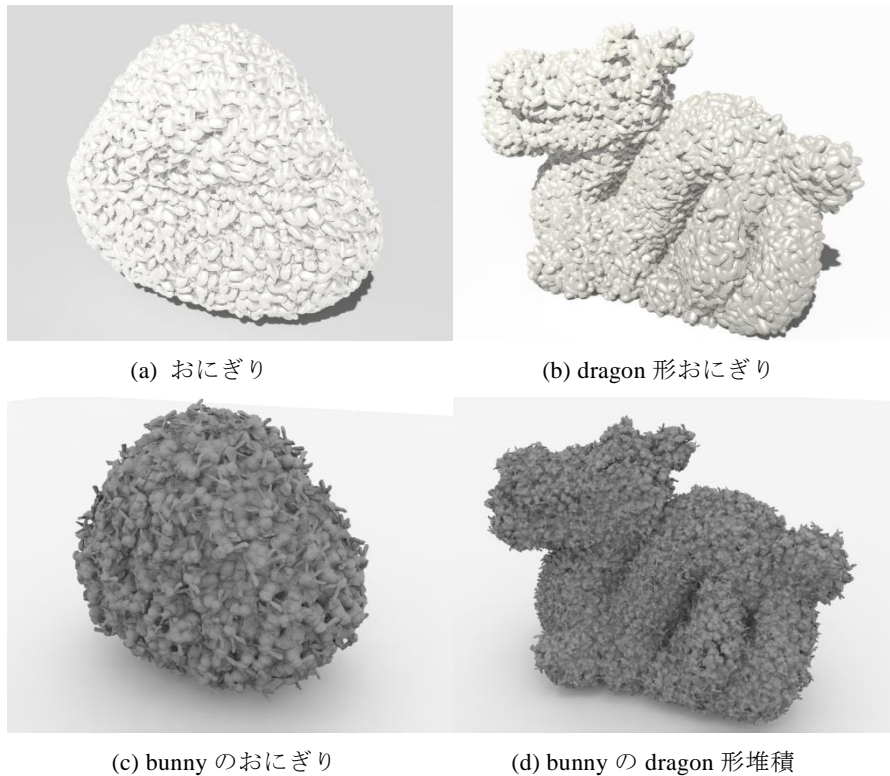 (a) おにぎり
(b) dragon 形おにぎり
(c) bunny のおにぎり
(d) bunny の dragon 形堆積